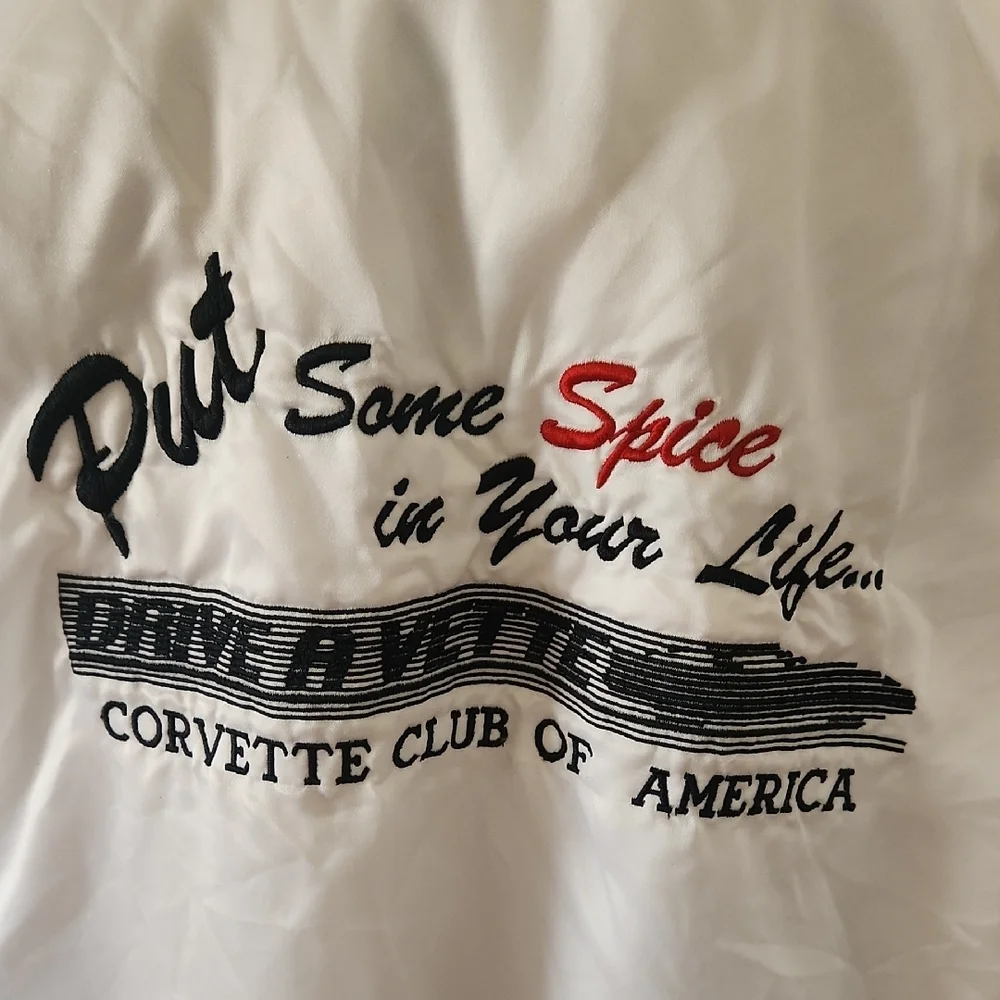 Put Some Spice
in Your Life...
DRIVE A VETTE
CORVETTE CLUB OF AMERICA